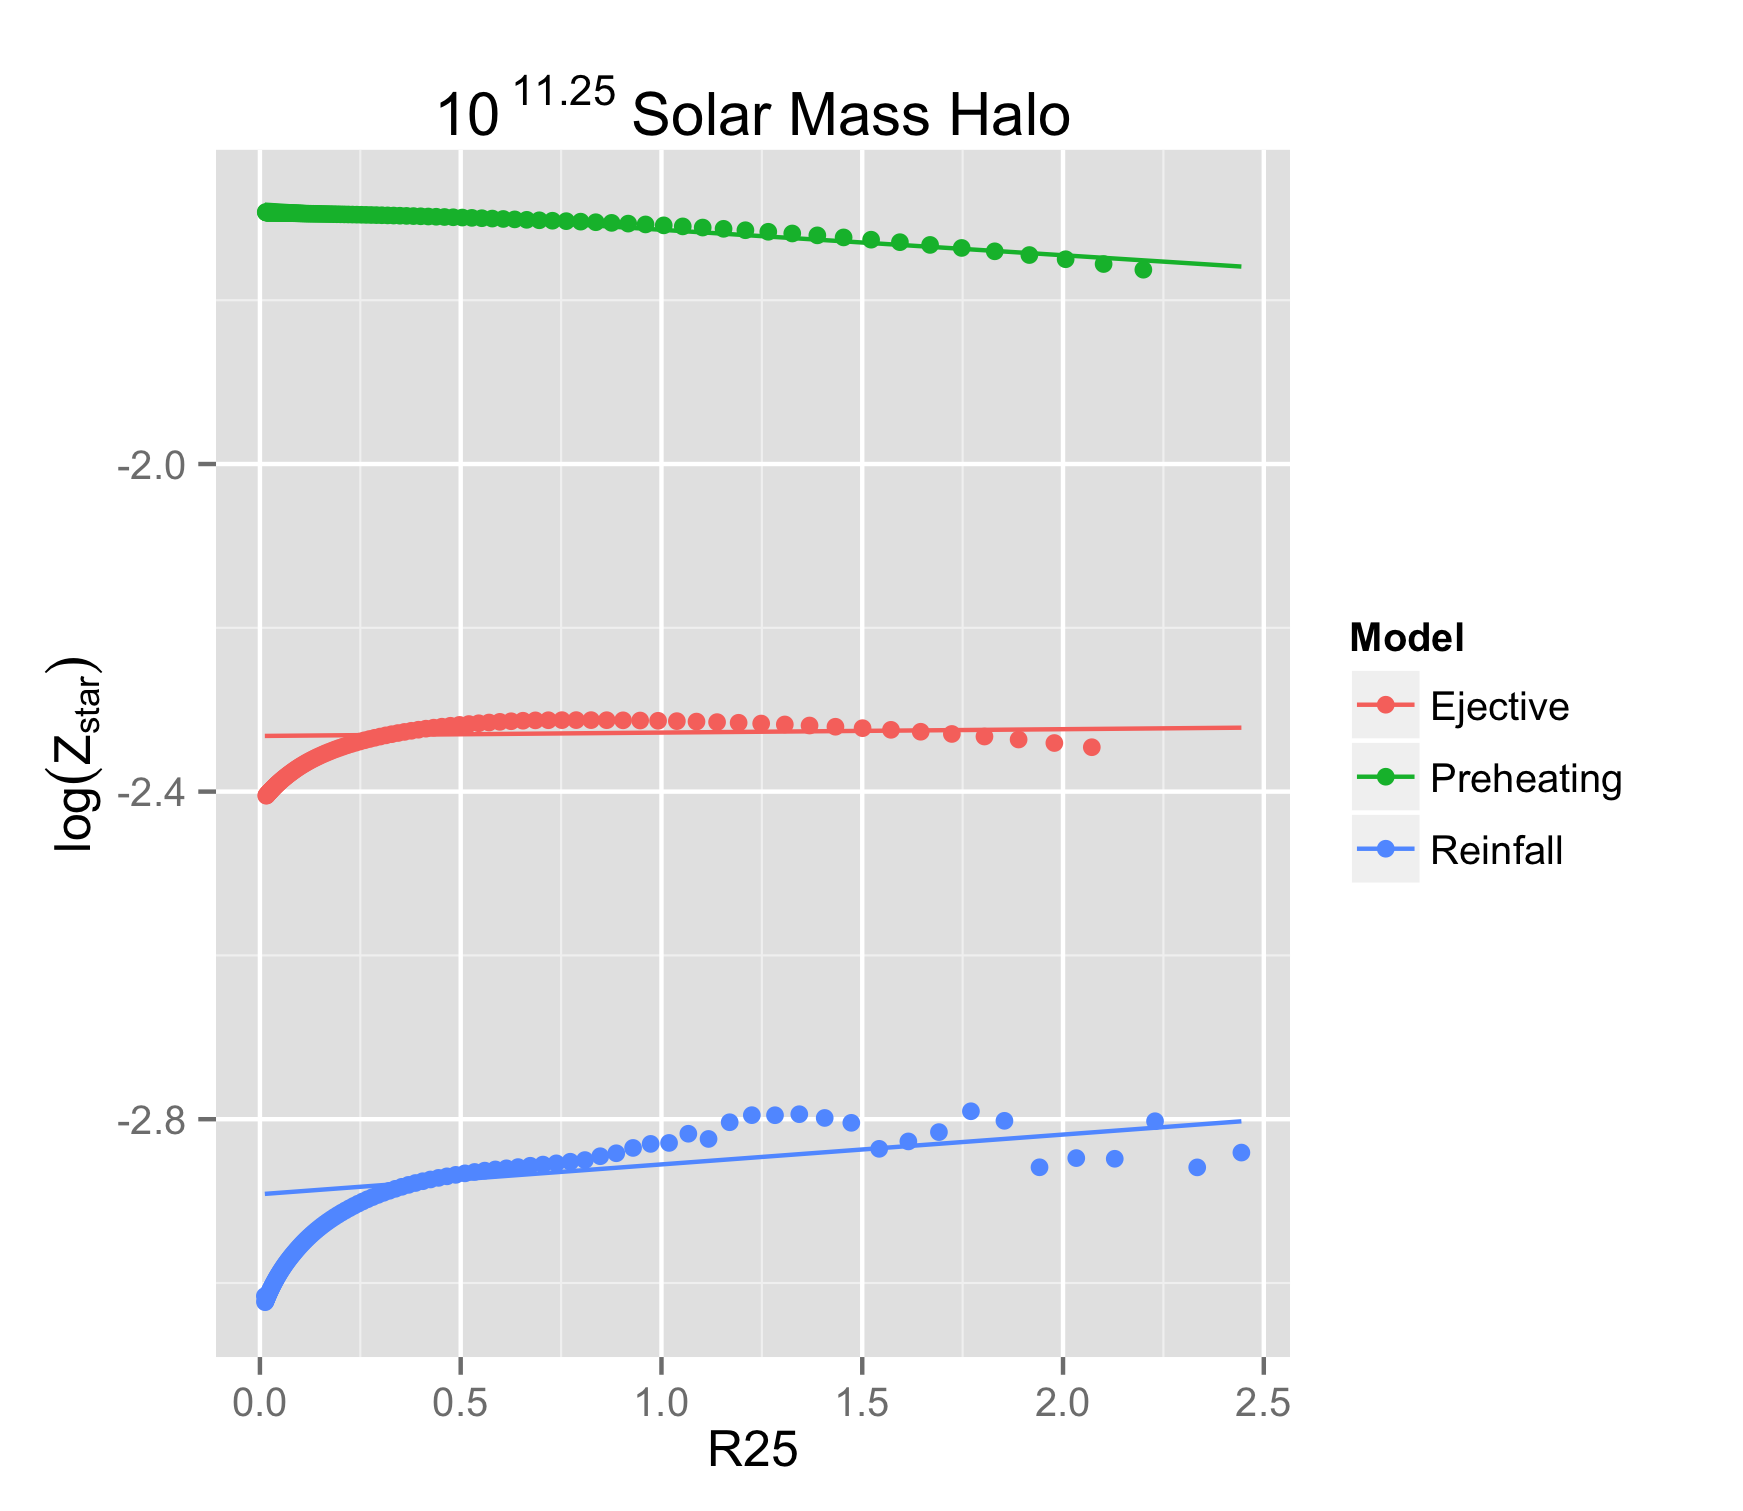 10 11.25 Solar Mass Halo
log(Zstar)
-2.0
-2.4
-2.8
0.0 0.5 1.0 1.5 2.0 2.5
R25
Model
Ejective
Preheating
Reinfall